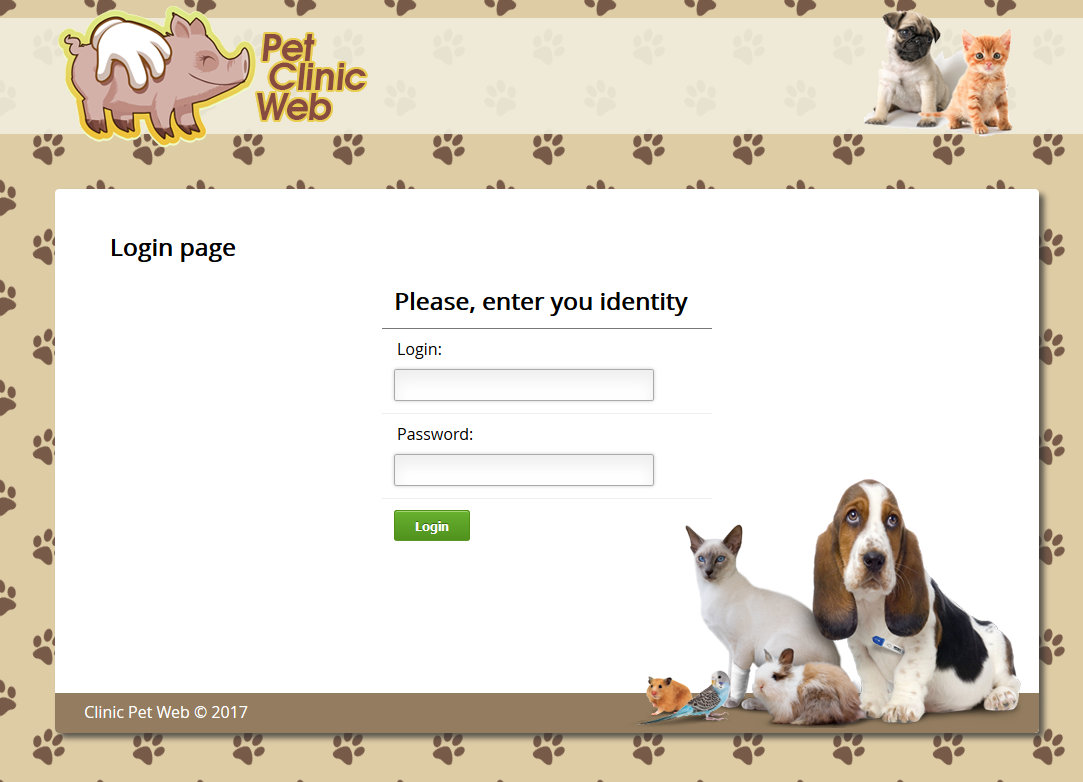 Pet
Clinic
Web
Login page
Please, enter you identity
Login:
Password:
Login
Clinic Pet Web © 2017